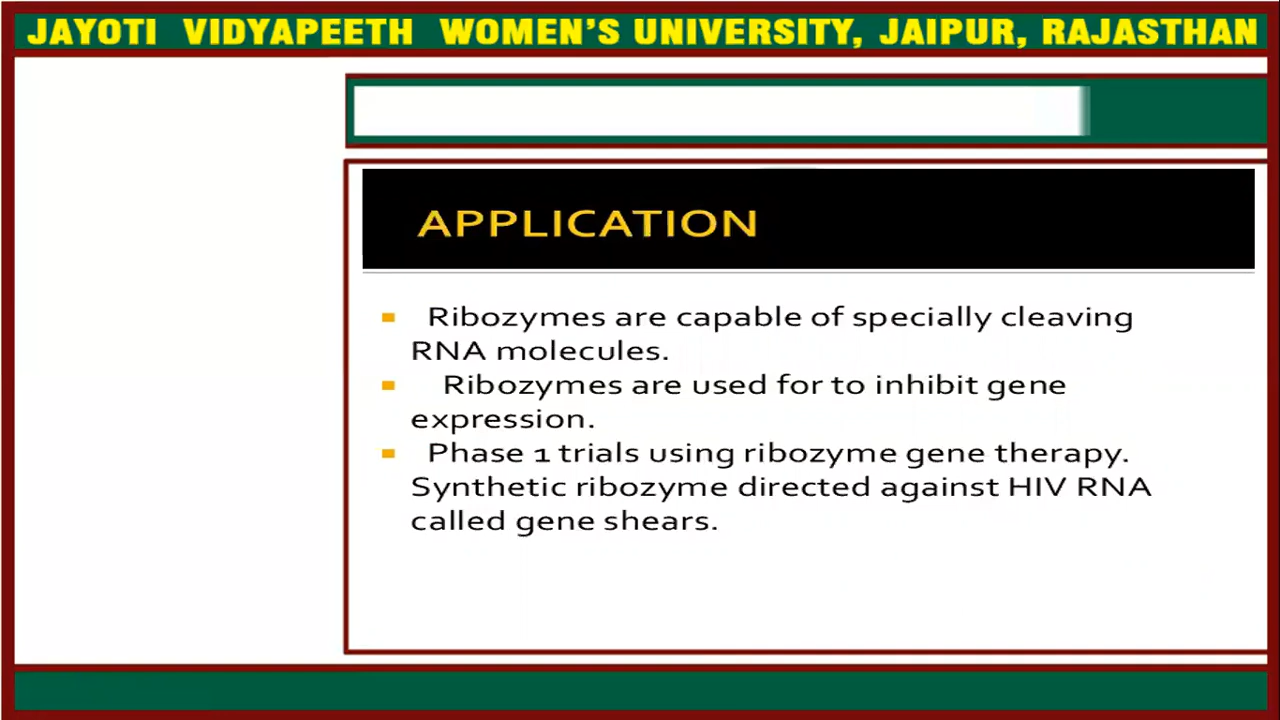 JAYOTI VIDYAPEETH WOMEN'S UNIVERSITY, JAIPUR, RAJASTHAN
APPLICATION
Ribozymes are capable of specially cleaving
RNA molecules.
Ribozymes are used for to inhibit gene
expression.
Phase 1 trials using ribozyme gene therapy.
Synthetic ribozyme directed against HIV RNA
called gene shears.